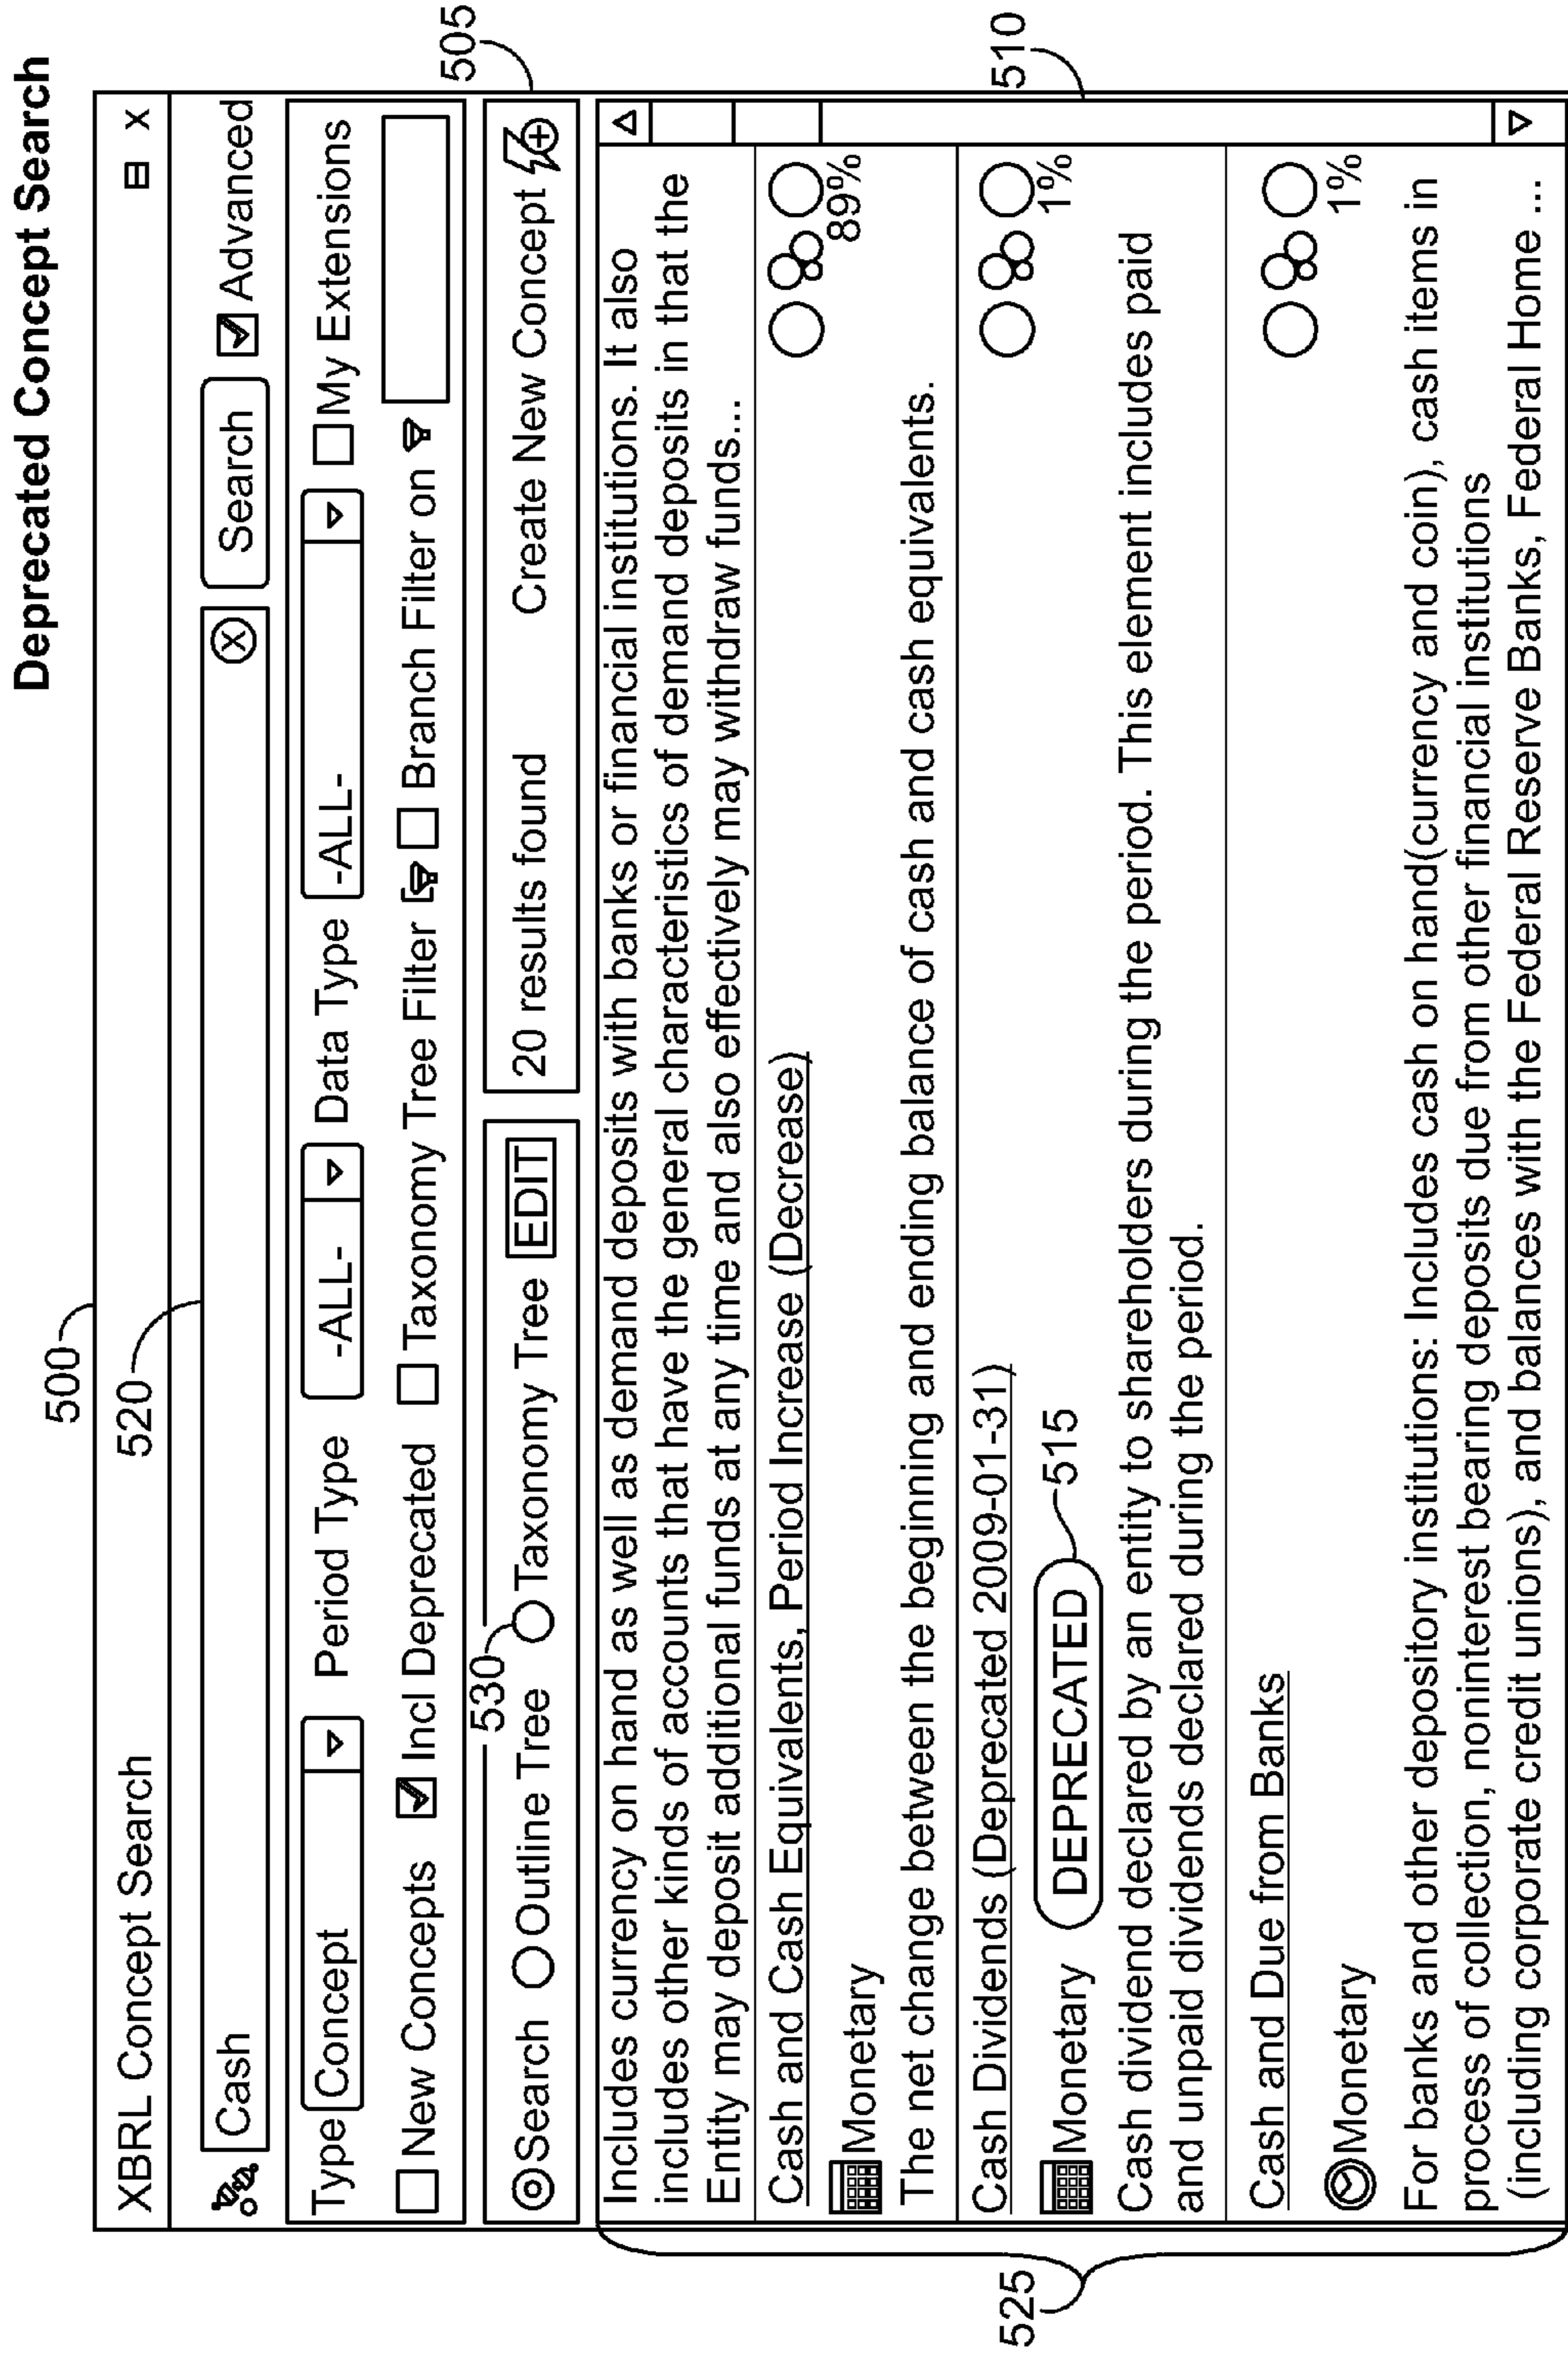 Deprecated Concept Search
500
XBRL Concept Search x
520
Cash X Search Advanced
Type Concept Period Type -ALL- Data Type -ALL- My Extensions
New Concepts Incl Deprecated Taxonomy Tree Filter Branch Filter on
505
530
Search Outline Tree Taxonomy Tree EDIT 20 results found Create New Concept
Includes currency on hand as well as demand deposits with banks or financial institutions. It also
includes other kinds of accounts that have the general characteristics of demand deposits in that the
Entity may deposit additional funds at any time and also effectively may withdraw funds...
Cash and Cash Equivalents, Period Increase (Decrease)
Monetary 89%
The net change between the beginning and ending balance of cash and cash equivalents.
Cash Dividends (Deprecated 2009-01-31)
510
525
Monetary DEPRECATED 515 1%
Cash dividend declared by an entity to shareholders during the period. This element includes paid
and unpaid dividends declared during the period.
Cash and Due from Banks
Monetary 1%
For banks and other depository institutions: Includes cash on hand(currency and coin), cash items in
process of collection, noninterest bearing deposits due from other financial institutions
(including corporate credit unions), and balances with the Federal Reserve Banks, Federal Home ...